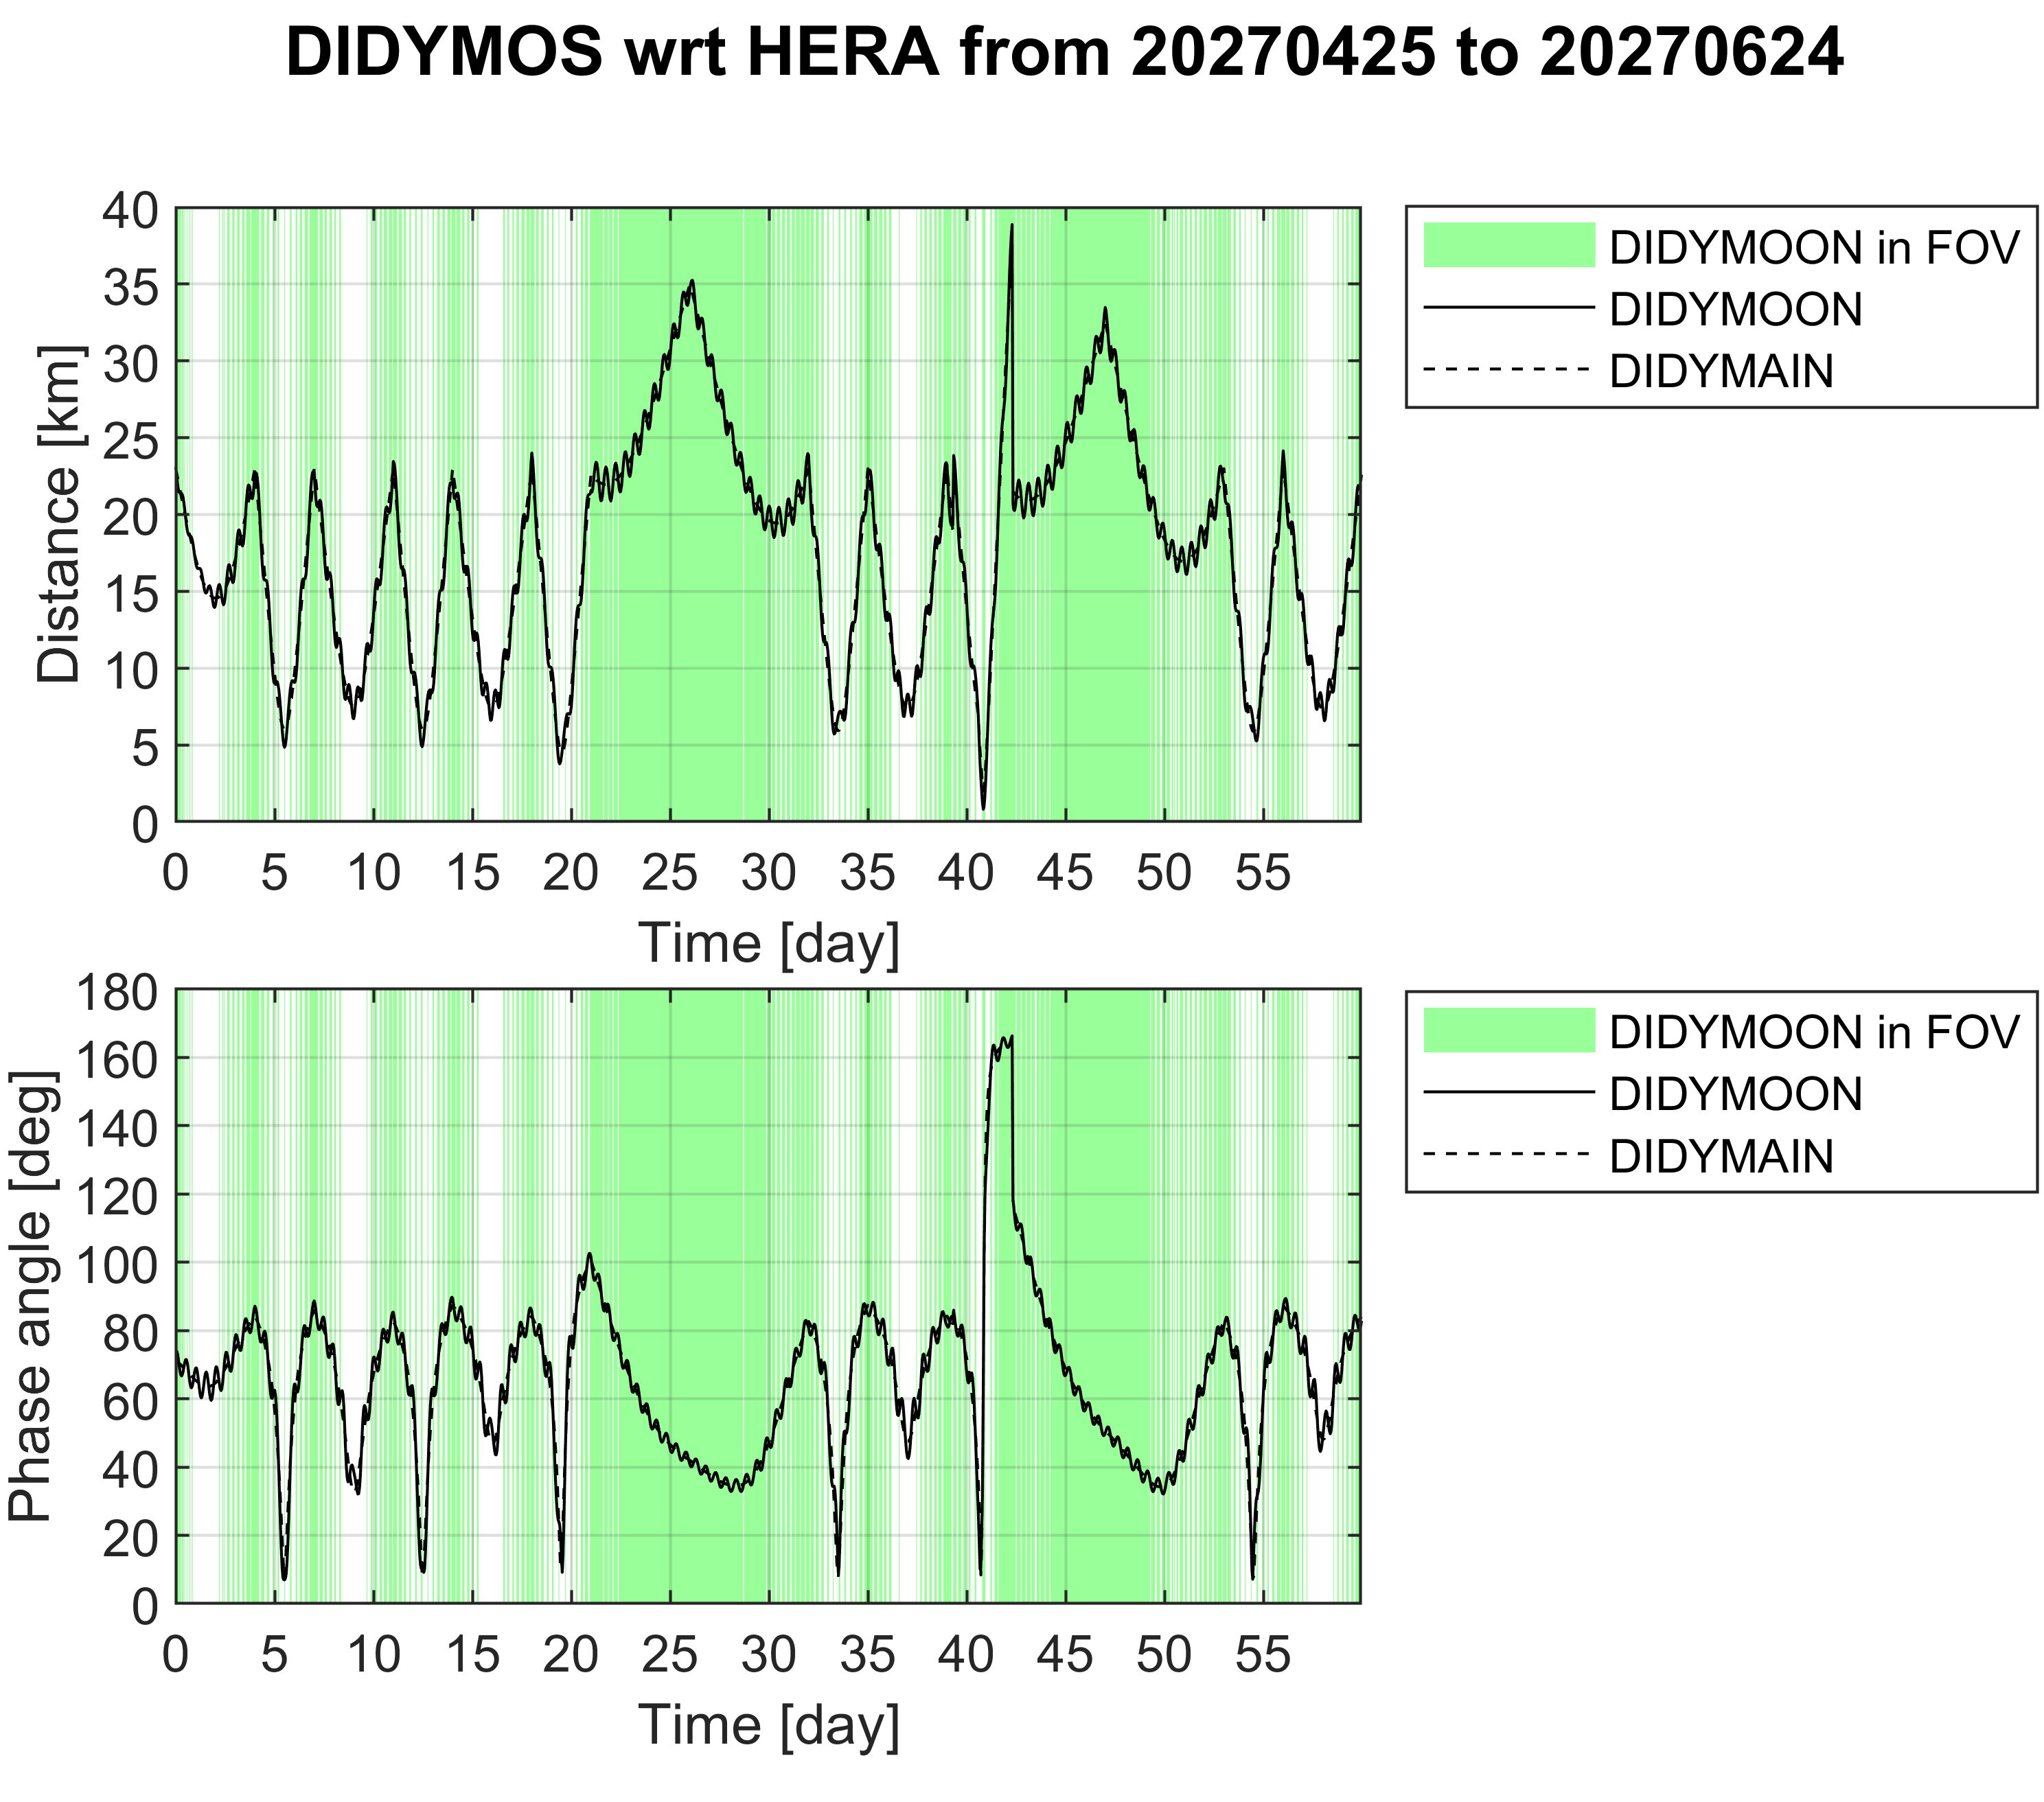 DIDYMOS wrt HERA from 20270425 to 20270624
40
35
30
25
20
15
10
5
0
Distance [km]
0 5 10 15 20 25 30 35 40 45 50 55
Time [day]
DIDYMOON in FOV
DIDYMOON
DIDYMAIN
180
160
140
120
100
80
60
40
20
0
Phase angle [deg]
0 5 10 15 20 25 30 35 40 45 50 55
Time [day]
DIDYMOON in FOV
DIDYMOON
DIDYMAIN